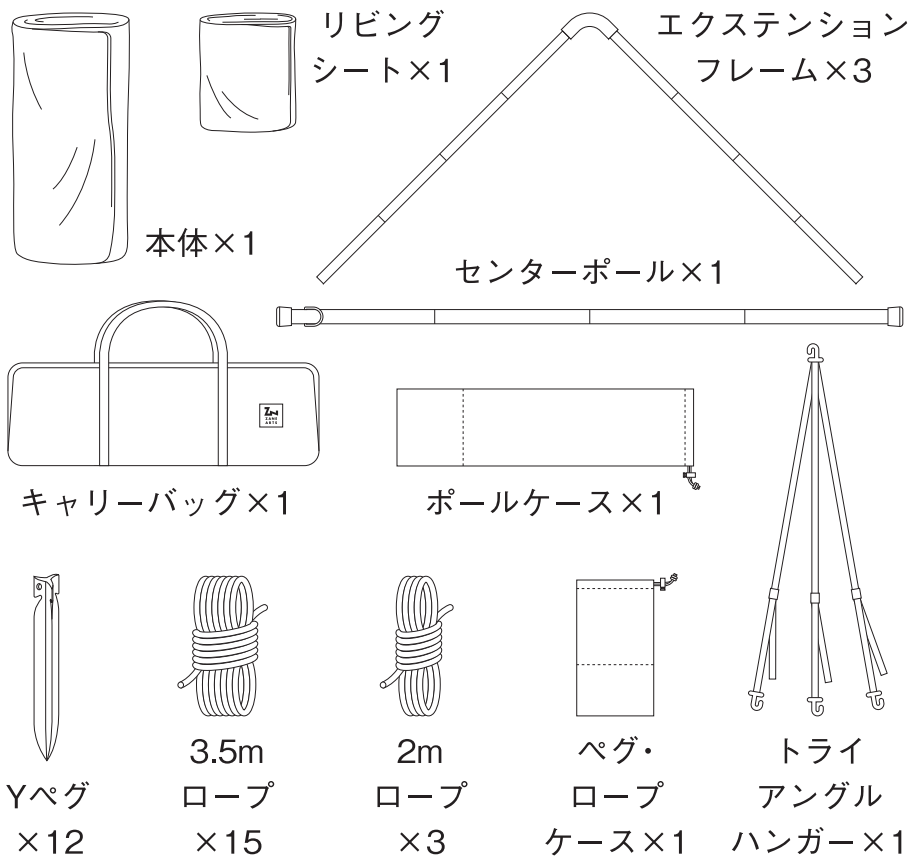 リビング
シート×1
エクステンション
フレーム×3
本体×1
センターポール×1
ZN
ZANE
ARTS
キャリーバッグ×1
ポールケース×1
Yペグ
×12
3.5m
ロープ
×15
2m
ロープ
×3
ペグ・
ロープ
ケース×1
トライ
アングル
ハンガー×1